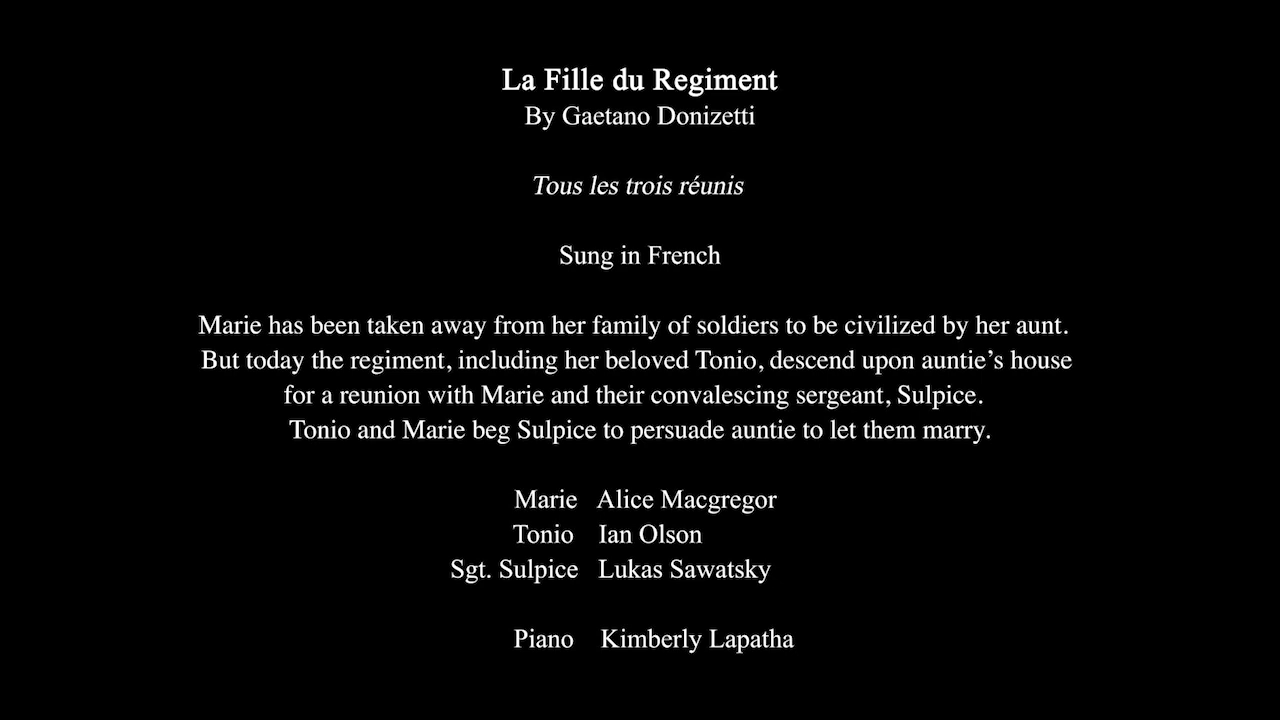 La Fille du Regiment
By Gaetano Donizetti
Tous les trois réunis
Sung in French
Marie has been taken away from her family of soldiers to be civilized by her aunt.
But today the regiment, including her beloved Tonio, descend upon auntie’s house
for a reunion with Marie and their convalescing sergeant, Sulpice.
Tonio and Marie beg Sulpice to persuade auntie to let them marry.
Marie Alice Macgregor
Tonio Ian Olson
Sgt. Sulpice Lukas Sawatsky
Piano Kimberly Lapatha